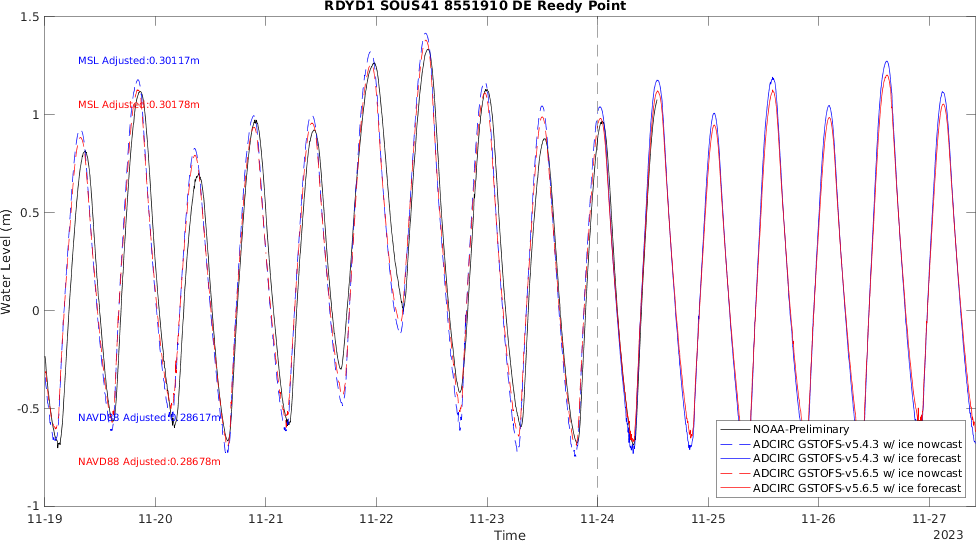 RDYD1 SOUS41 8551910 DE Reedy Point
1.5
MSL Adjusted:0.30117m
MSL Adjusted:0.30178m
1
0.5
0
-0.5
-1
Water Level (m)
NAVD88 Adjusted:0.28617m
NAVD88 Adjusted:0.28678m
NOAA-Preliminary
ADCIRC GSTOFS-v5.4.3 w/ ice nowcast
ADCIRC GSTOFS-v5.4.3 w/ ice forecast
ADCIRC GSTOFS-v5.6.5 w/ ice nowcast
ADCIRC GSTOFS-v5.6.5 w/ ice forecast
11-19 11-20 11-21 11-22 11-23 11-24 11-25 11-26 11-27
Time
2023